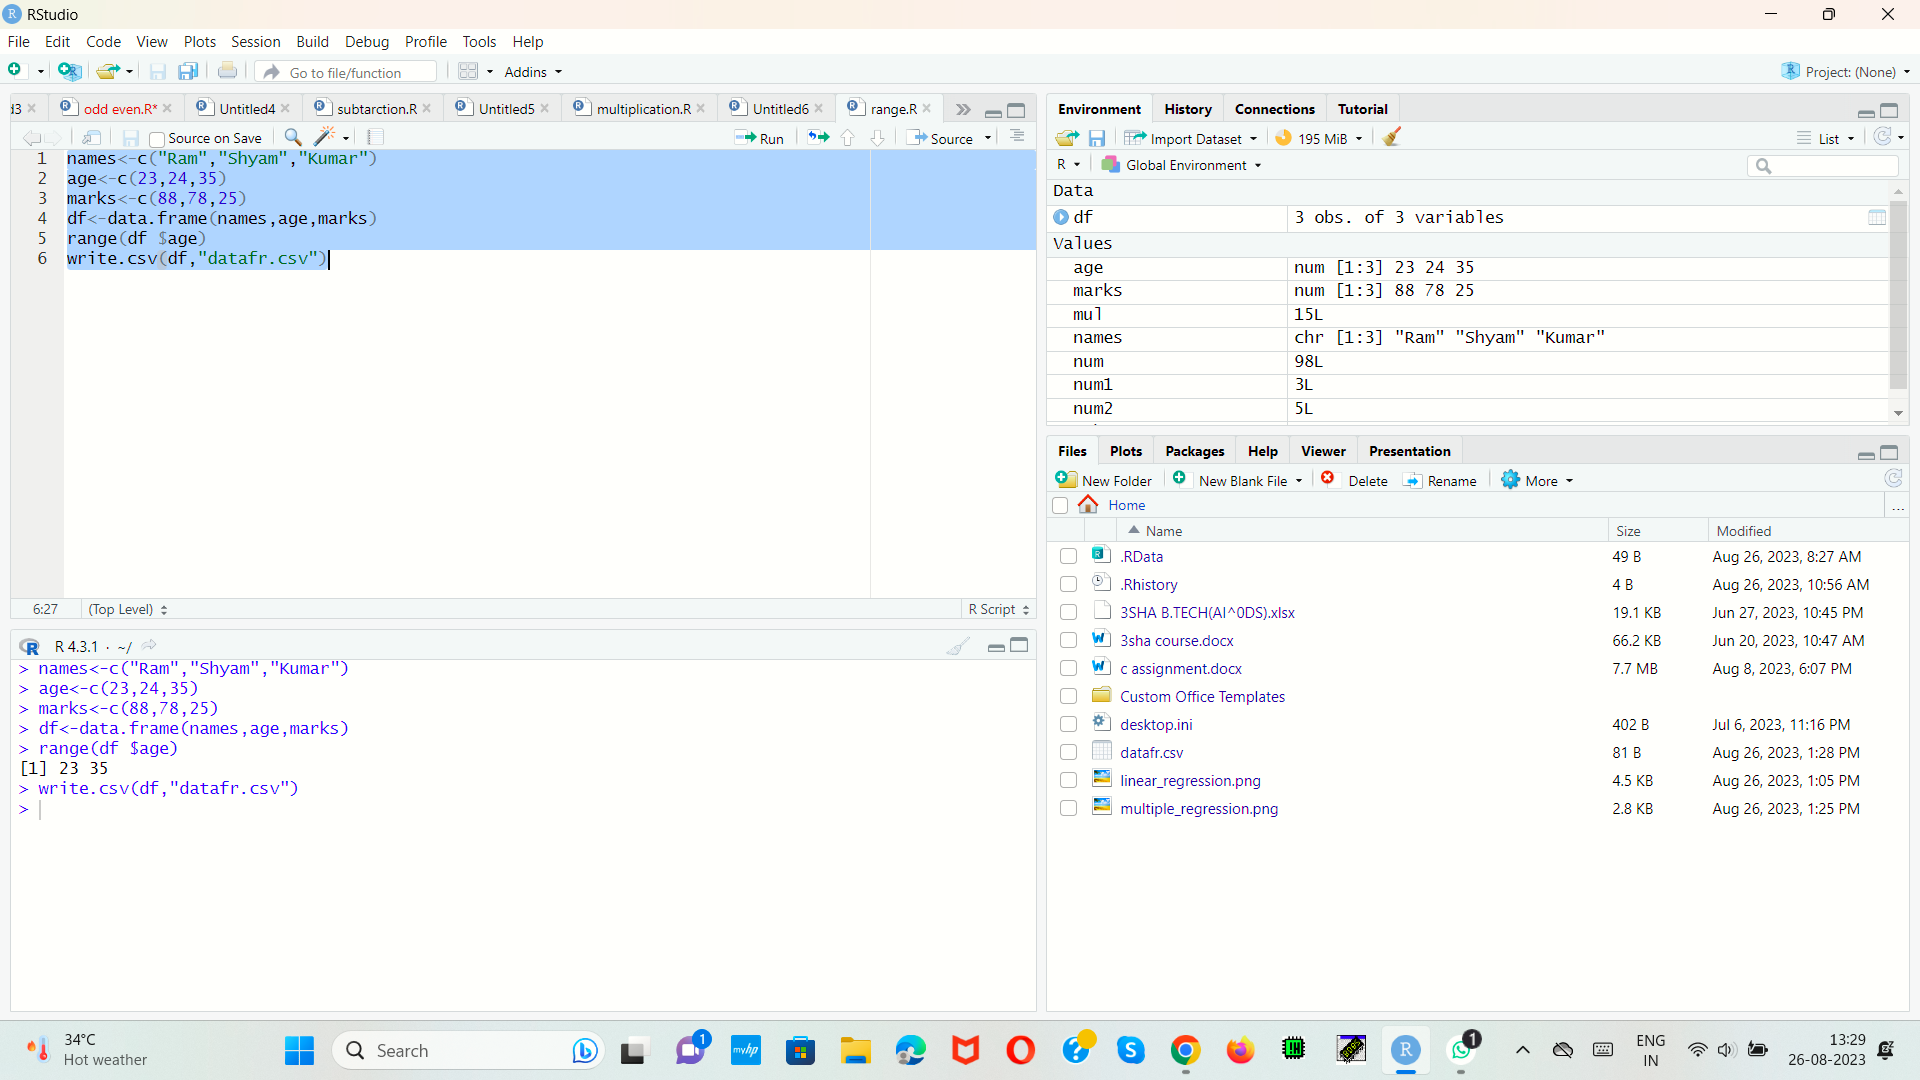 RStudio
File Edit Code View Plots Session Build Debug Profile Tools Help
Go to file/function Addins Project: (None)
d3 odd even.R* Untitled4 subtarction.R Untitled5 multiplication.R Untitled6 range.R
Source on Save Run Source
1 names<-c("Ram","Shyam","Kumar")
2 age<-c(23,24,35)
3 marks<-c(88,78,25)
4 df<-data.frame(names,age,marks)
5 range(df $age)
6 write.csv(df,"datafr.csv")
6:27 (Top Level) R Script
R 4.3.1 · ~/
> names<-c("Ram","Shyam","Kumar")
> age<-c(23,24,35)
> marks<-c(88,78,25)
> df<-data.frame(names,age,marks)
> range(df $age)
[1] 23 35
> write.csv(df,"datafr.csv")
>
Environment History Connections Tutorial
Import Dataset 195 MiB List
R Global Environment
Data
df 3 obs. of 3 variables
Values
age num [1:3] 23 24 35
marks num [1:3] 88 78 25
mul 15L
names chr [1:3] "Ram" "Shyam" "Kumar"
num 98L
num1 3L
num2 5L
Files Plots Packages Help Viewer Presentation
New Folder New Blank File Delete Rename More
Home ...
Name Size Modified
.RData 49 B Aug 26, 2023, 8:27 AM
.Rhistory 4 B Aug 26, 2023, 10:56 AM
3SHA B.TECH(AI^0DS).xlsx 19.1 KB Jun 27, 2023, 10:45 PM
3sha course.docx 66.2 KB Jun 20, 2023, 10:47 AM
c assignment.docx 7.7 MB Aug 8, 2023, 6:07 PM
Custom Office Templates
desktop.ini 402 B Jul 6, 2023, 11:16 PM
datafr.csv 81 B Aug 26, 2023, 1:28 PM
linear_regression.png 4.5 KB Aug 26, 2023, 1:05 PM
multiple_regression.png 2.8 KB Aug 26, 2023, 1:25 PM
34°C
Hot weather
Search
1
myhp
1
ENG
IN
13:29
26-08-2023